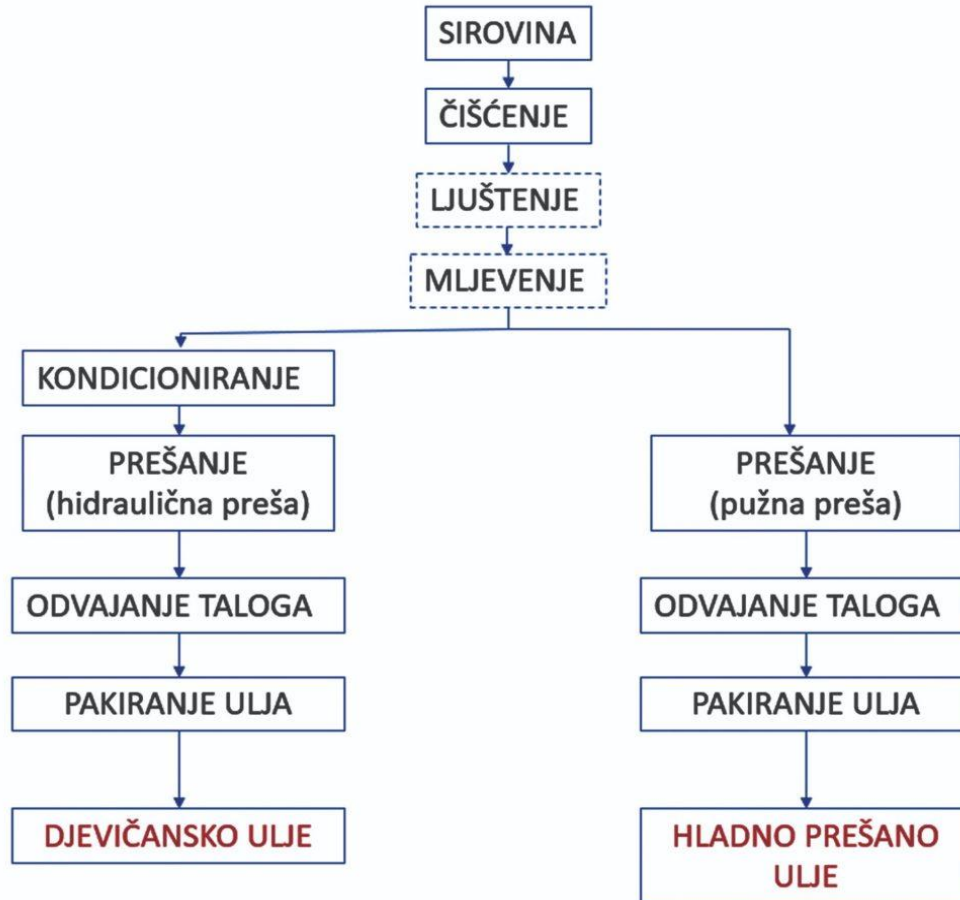 SIROVINA
ČIŠĆENJE
LJUŠTENJE
MLJEVENJE
KONDICIONIRANJE
PREŠANJE
(hidraulična preša)
ODVAJANJE TALOGA
PAKIRANJE ULJA
DJEVIČANSKO ULJE
PREŠANJE
(pužna preša)
ODVAJANJE TALOGA
PAKIRANJE ULJA
HLADNO PREŠANO
ULJE